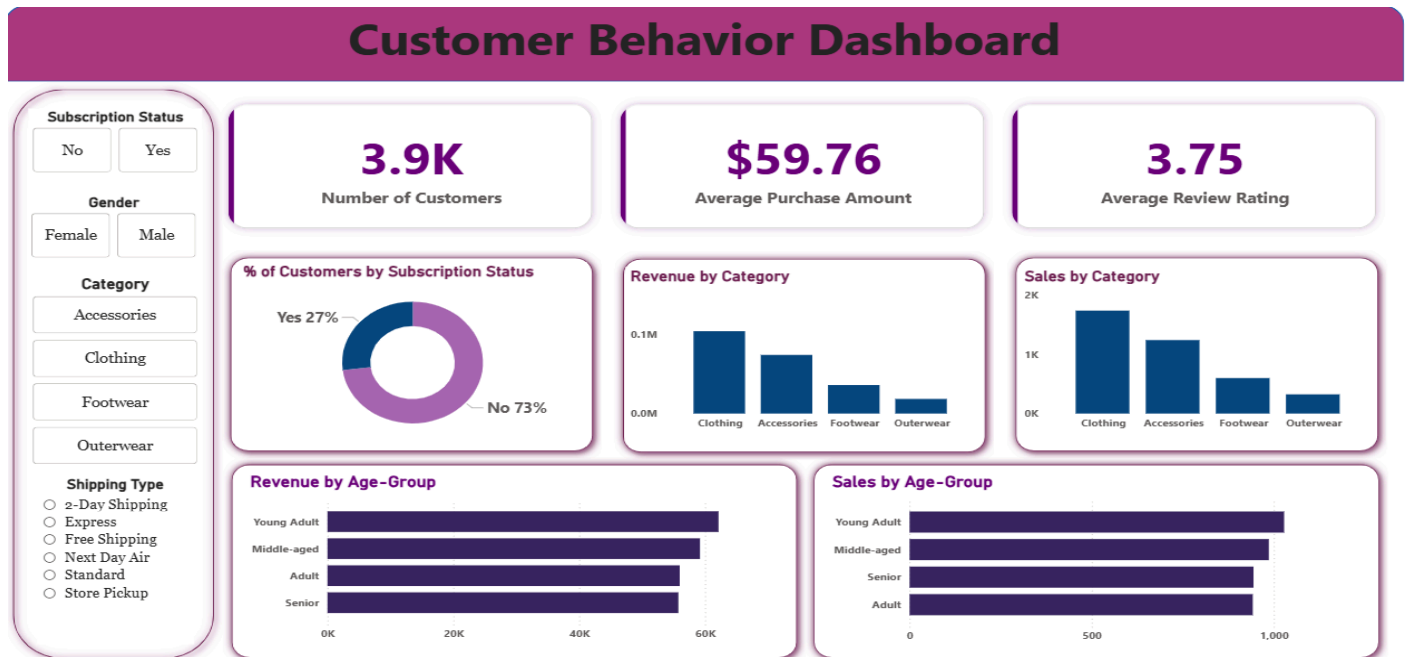 Customer Behavior Dashboard
Subscription Status
No Yes
Gender
Female Male
Category
Accessories
Clothing
Footwear
Outerwear
Shipping Type
2-Day Shipping
Express
Free Shipping
Next Day Air
Standard
Store Pickup
3.9K
Number of Customers
$59.76
Average Purchase Amount
3.75
Average Review Rating
% of Customers by Subscription Status
Yes 27%
No 73%
Revenue by Category
0.1M
0.0M
Clothing Accessories Footwear Outerwear
Sales by Category
2K
1K
0K
Clothing Accessories Footwear Outerwear
Revenue by Age-Group
Young Adult
Middle-aged
Adult
Senior
0K 20K 40K 60K
Sales by Age-Group
Young Adult
Middle-aged
Senior
Adult
0 500 1,000